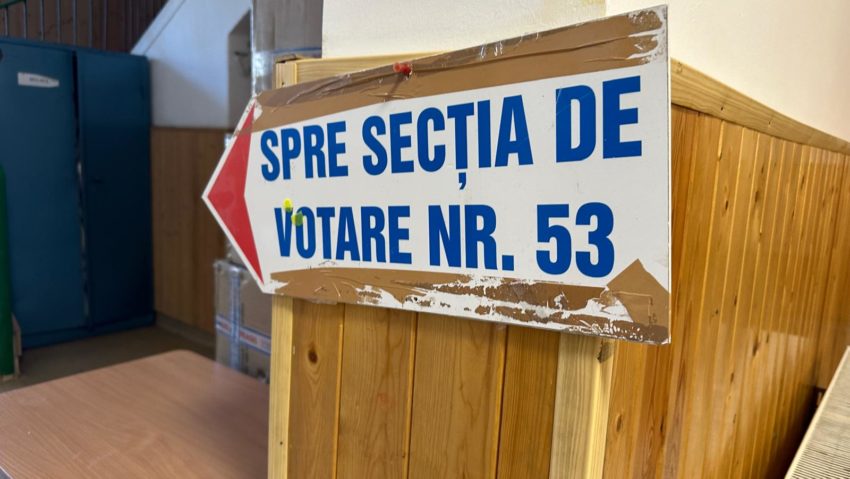 SPRE SECȚIA DE
VOTARE NR. 53